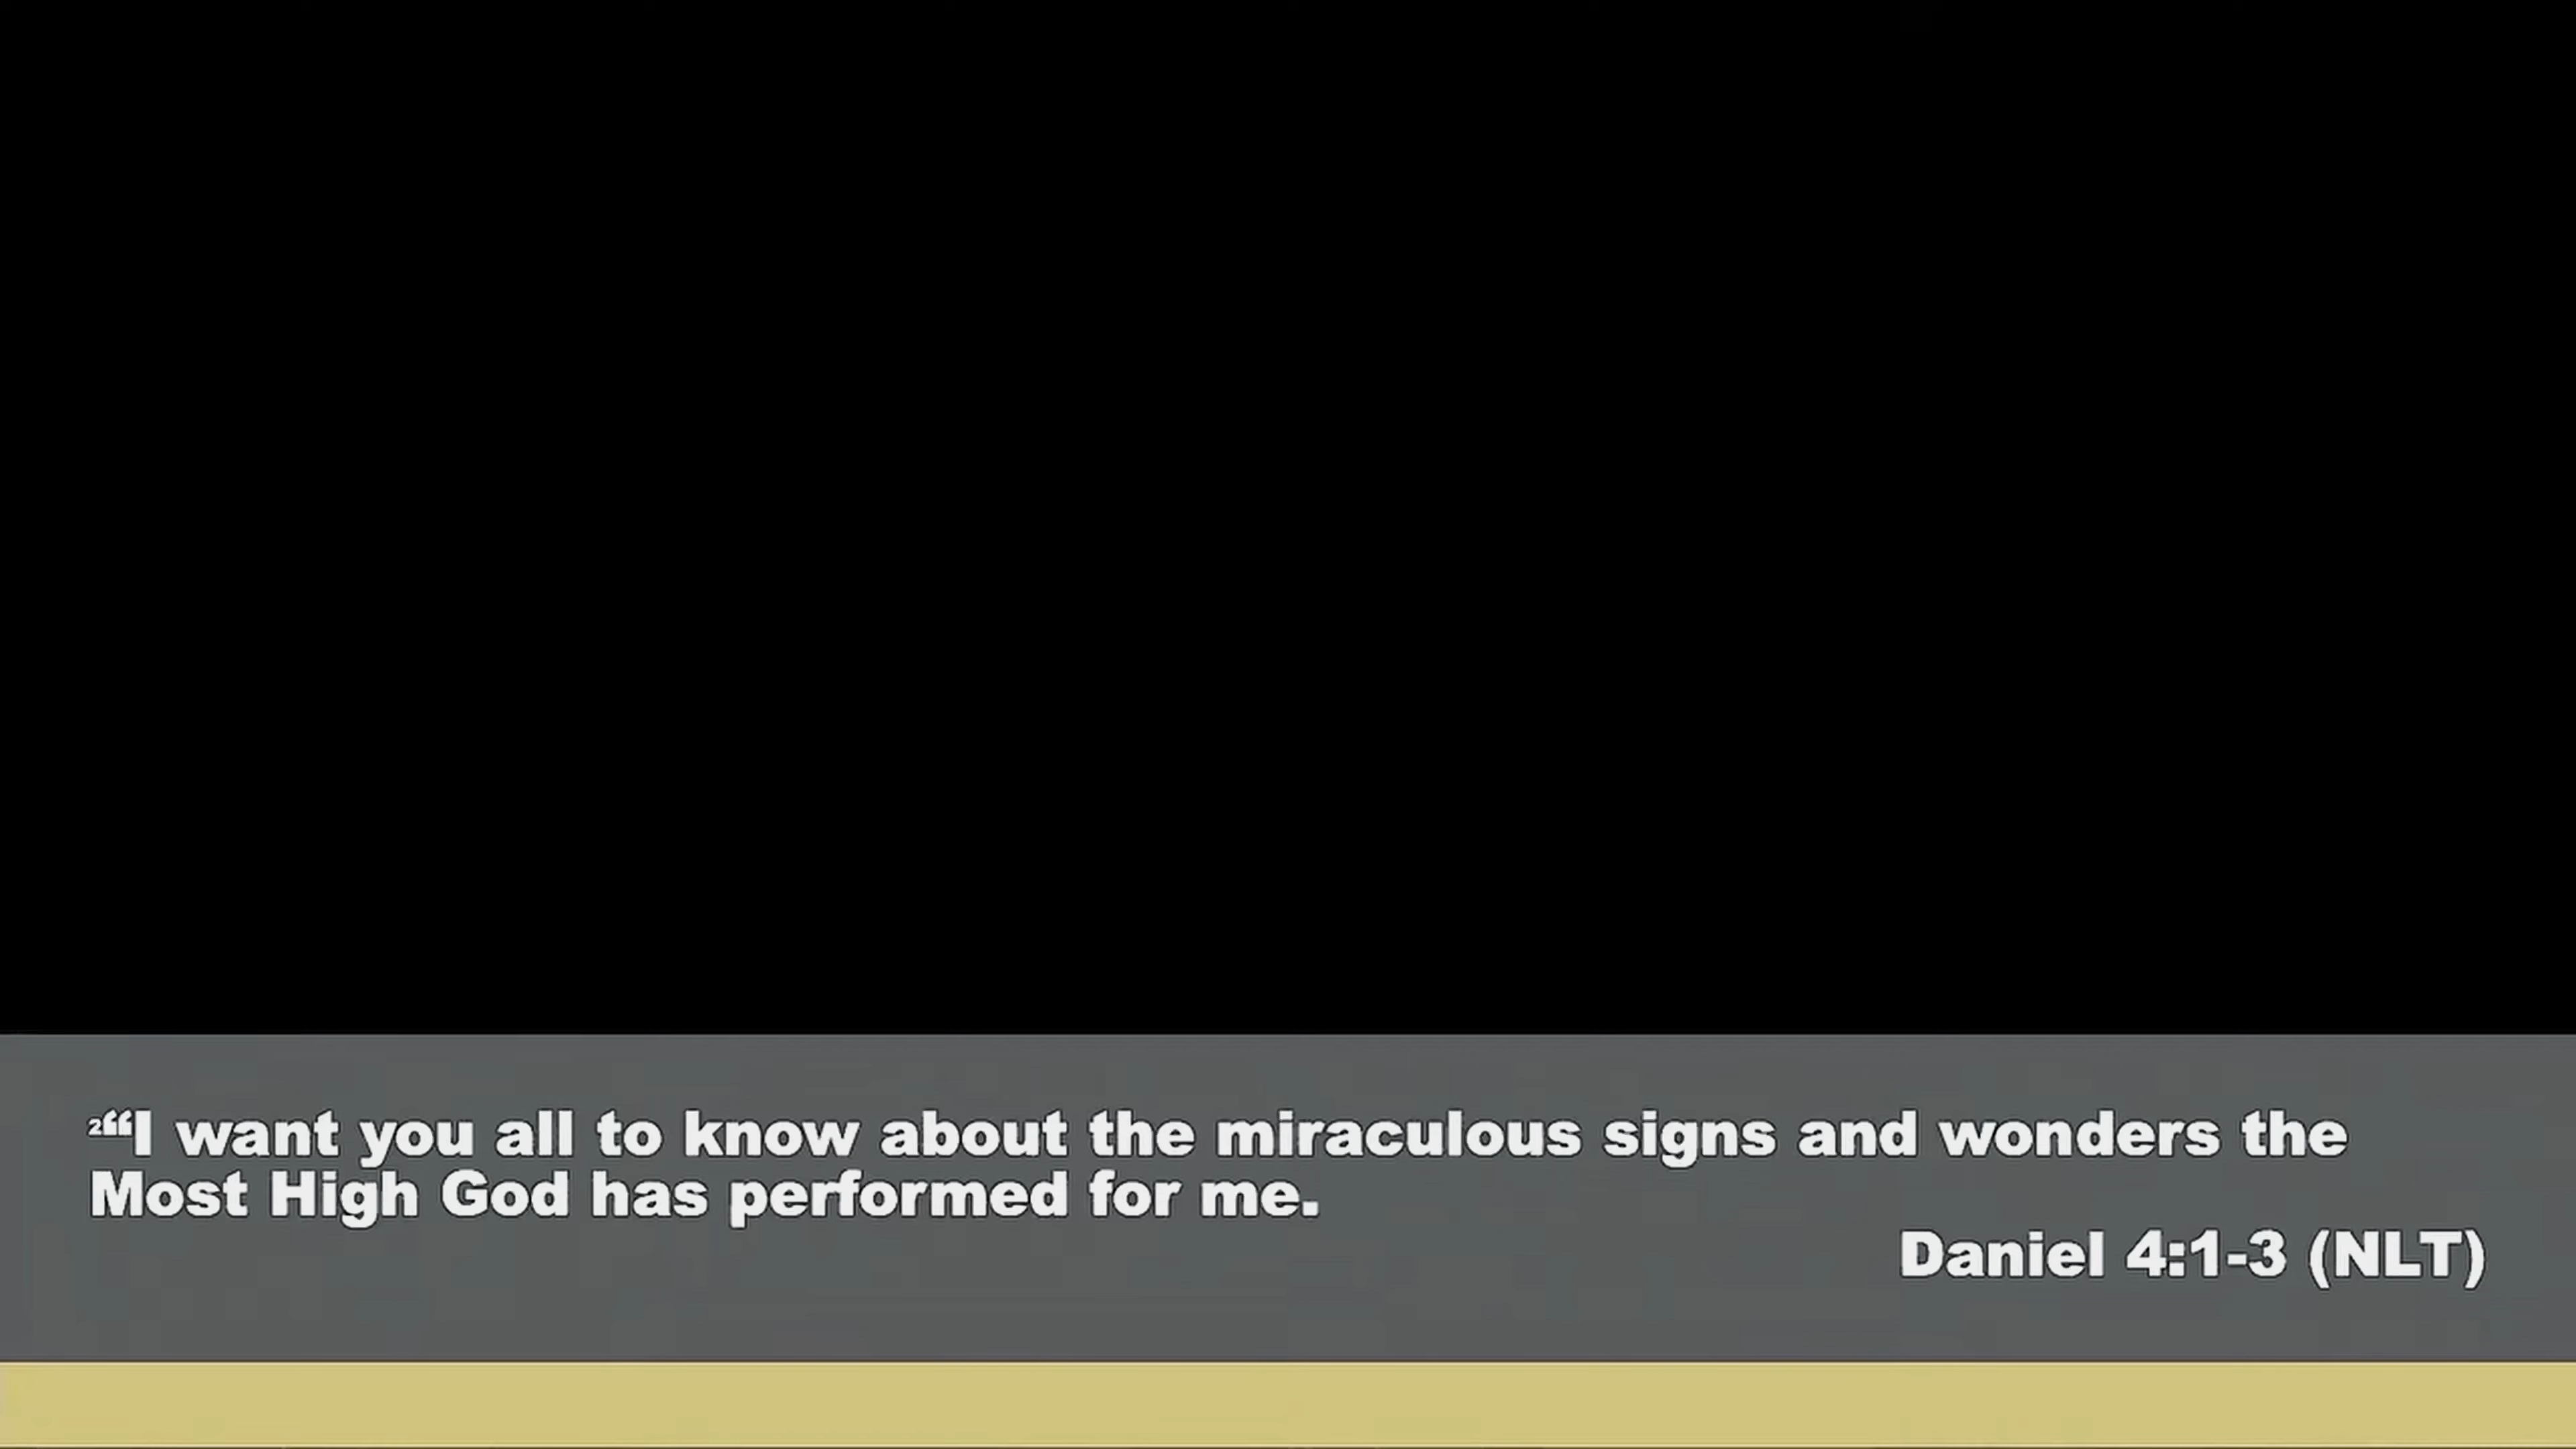 ²“I want you all to know about the miraculous signs and wonders the
Most High God has performed for me.
Daniel 4:1-3 (NLT)